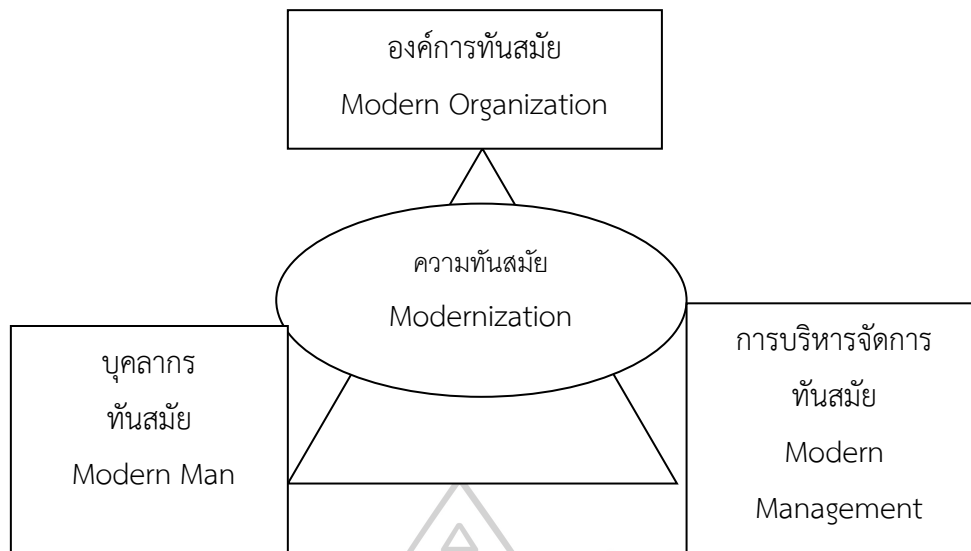 องค์การทันสมัย
Modern Organization
ความทันสมัย
Modernization
บุคลากร
ทันสมัย
Modern Man
การบริหารจัดการ
ทันสมัย
Modern
Management